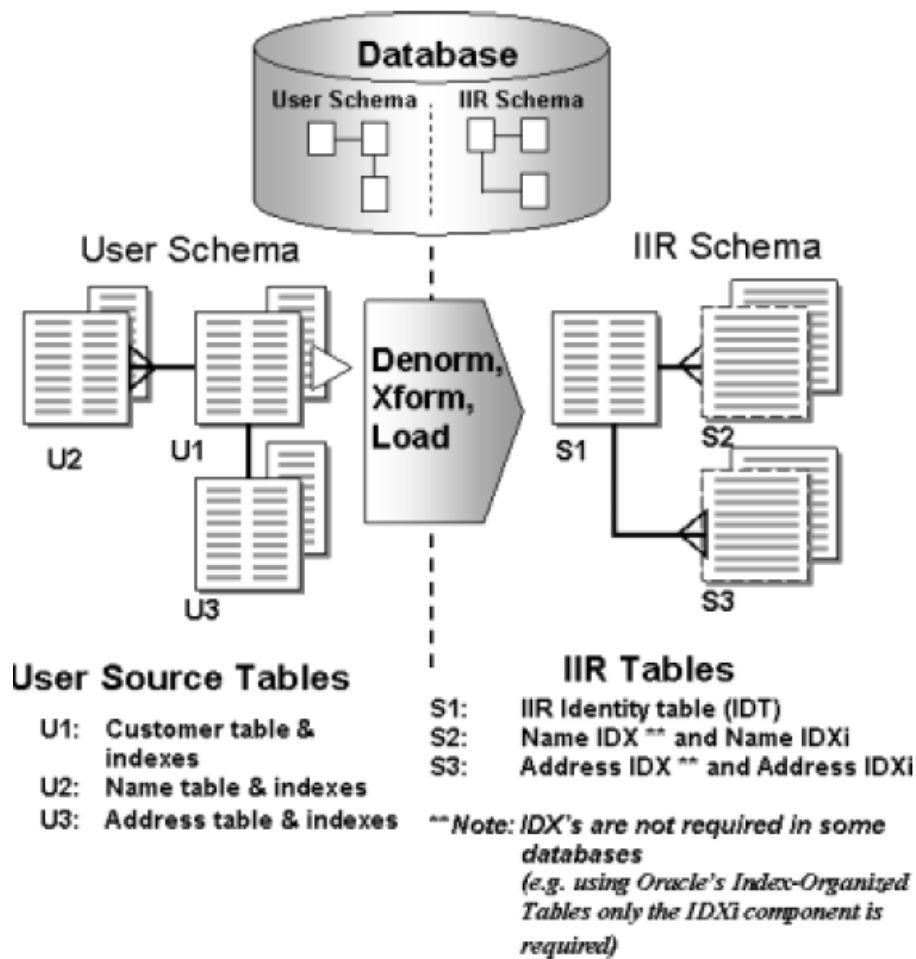 Database
User Schema
IIR Schema
User Schema
IIR Schema
Denorm,
Xform,
Load
U2
U1
U3
S1
S2
S3
User Source Tables
U1: Customer table &
indexes
U2: Name table & indexes
U3: Address table & indexes
IIR Tables
S1: IIR Identity table (IDT)
S2: Name IDX ** and Name IDXi
S3: Address IDX ** and Address IDXi
**Note: IDX's are not required in some
databases
(e.g. using Oracle's Index-Organized
Tables only the IDXi component is
required)